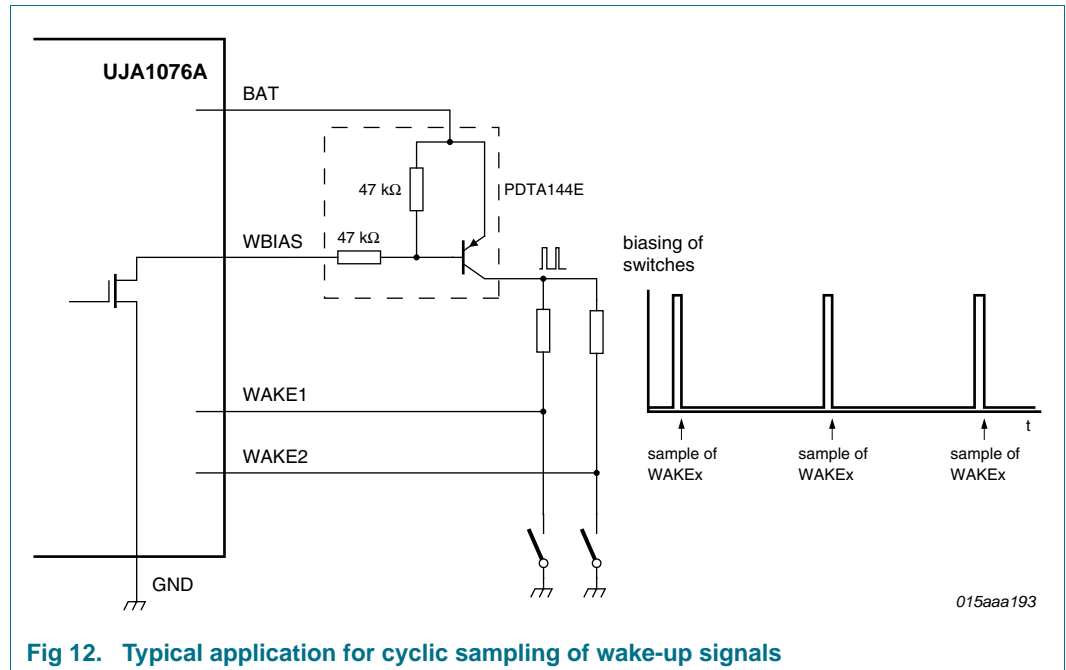 UJA1076A
BAT
47 kΩ
PDTA144E
WBIAS
47 kΩ
biasing of
switches
WAKE1
WAKE2
t
sample of
WAKEx
sample of
WAKEx
sample of
WAKEx
GND
015aaa193
Fig 12. Typical application for cyclic sampling of wake-up signals